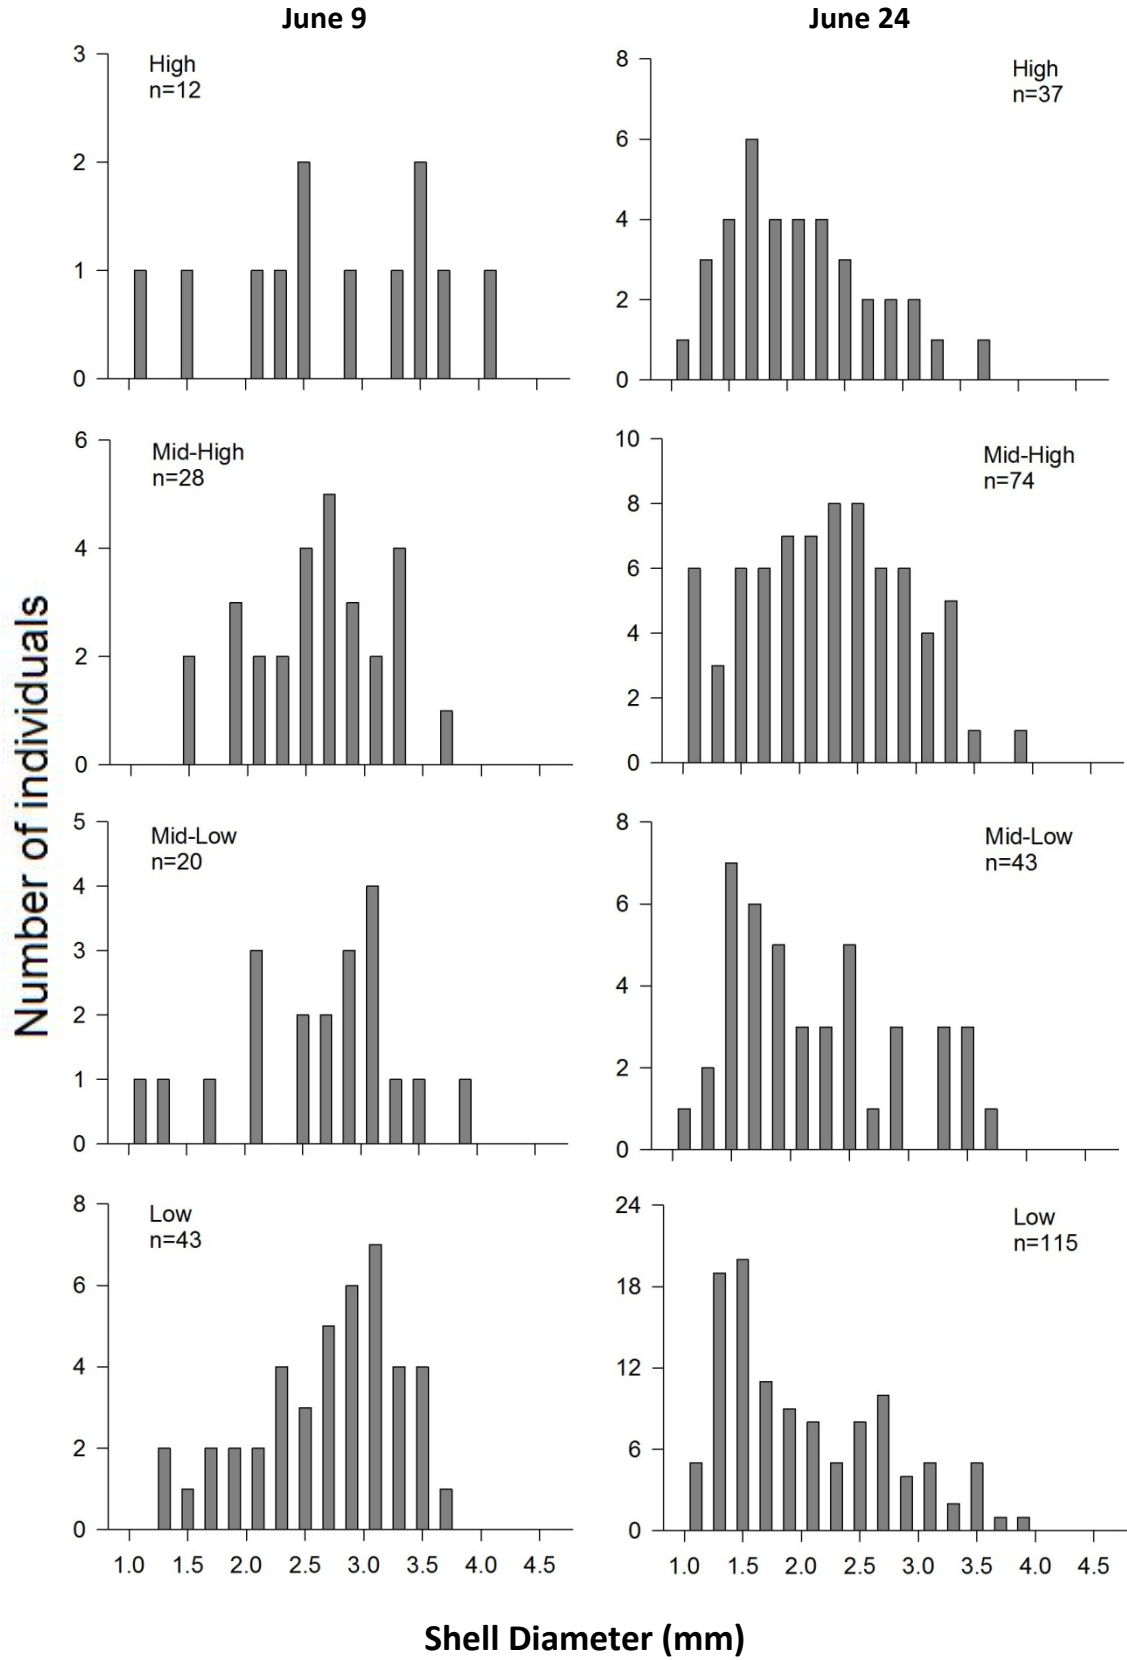 June 9
June 24
3
2
1
0
High
n=12
8
6
4
2
0
High
n=37
6
4
2
0
Mid-High
n=28
10
8
6
4
2
0
Mid-High
n=74
Number of individuals
5
4
3
2
1
0
Mid-Low
n=20
8
6
4
2
0
Mid-Low
n=43
8
6
4
2
0
Low
n=43
1.0 1.5 2.0 2.5 3.0 3.5 4.0 4.5
24
18
12
6
0
Low
n=115
1.0 1.5 2.0 2.5 3.0 3.5 4.0 4.5
Shell Diameter (mm)